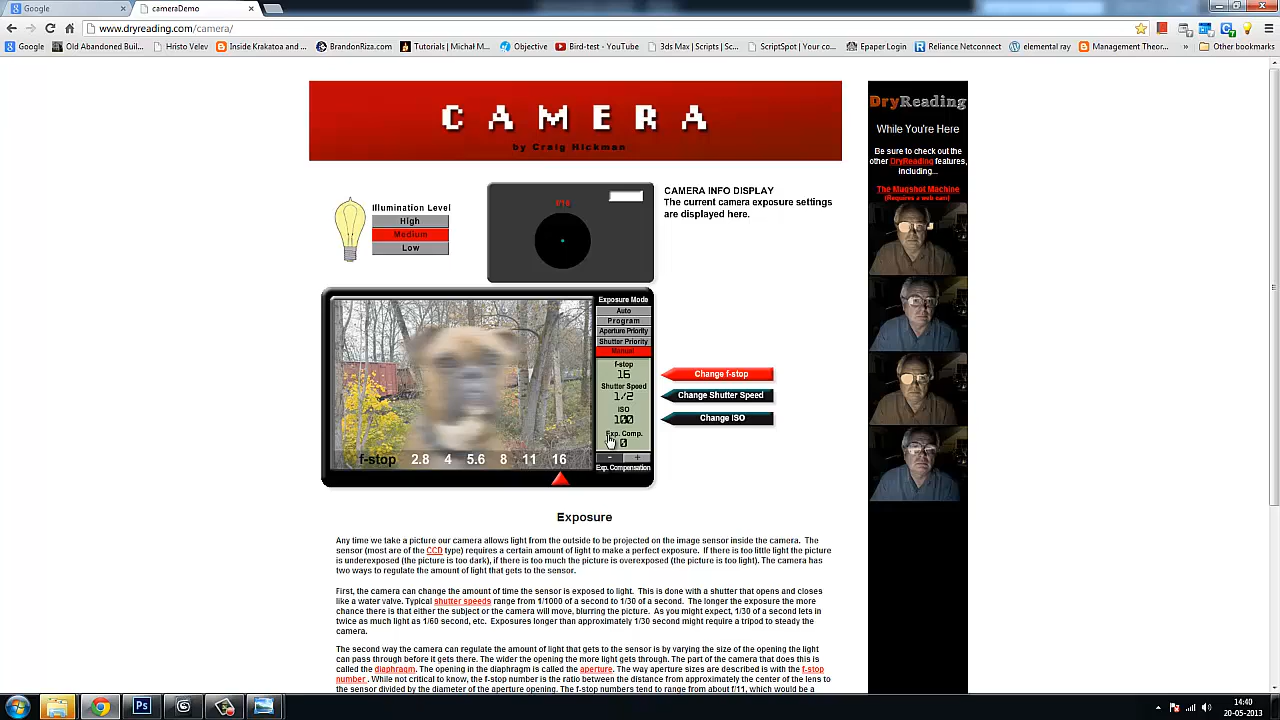 Google
cameraDemo
www.dryreading.com/camera/
Google
Old Abandoned Buil...
Histo Velev
Inside Krakatoa and ...
BrandonRiza.com
Tutorials | Michał M...
Objective
Bird-test - YouTube
3ds Max | Scripts | Sc...
ScriptSpot | Your co...
Epaper Login
Reliance Netconnect
elemental ray
Management Theor...
»
Other bookmarks
CAMERA
by Craig Hickman
DryReading
While You're Here
Be sure to check out the
other DryReading features,
including...
The Mugshot Machine
(Requires a web cam)
Illumination Level
High
Medium
Low
f/16
CAMERA INFO DISPLAY
The current camera exposure settings
are displayed here.
Exposure Mode
Auto
Program
Aperture Priority
Shutter Priority
Manual
f-stop
16
Shutter Speed
1/2
ISO
100
Exp. Comp.
0
- +
Exp. Compensation
Change f-stop
Change Shutter Speed
Change ISO
f-stop 2.8 4 5.6 8 11 16
Exposure
Any time we take a picture our camera allows light from the outside to be projected on the image sensor inside the camera. The
sensor (most are of the CCD type) requires a certain amount of light to make a perfect exposure. If there is too little light the picture
is underexposed (the picture is too dark), if there is too much the picture is overexposed (the picture is too light). The camera has
two ways to regulate the amount of light that gets to the sensor.
First, the camera can change the amount of time the sensor is exposed to light. This is done with a shutter that opens and closes
like a water valve. Typical shutter speeds range from 1/1000 of a second to 1/30 of a second. The longer the exposure the more
chance there is that either the subject or the camera will move, blurring the picture. As you might expect, 1/30 of a second lets in
twice as much light as 1/60 second, etc. Exposures longer than approximately 1/30 second might require a tripod to steady the
camera.
The second way the camera can regulate the amount of light that gets to the sensor is by varying the size of the opening the light
can pass through before it gets there. The wider the opening the more light gets through. The part of the camera that does this is
called the diaphragm. The opening in the diaphragm is called the aperture. The way aperture sizes are described is with the f-stop
number. While not critical to know, the f-stop number is the ratio between the distance from approximately the center of the lens
to the sensor divided by the diameter of the aperture opening. The f-stop numbers tend to range from about f/11, which would be a
Ps
14:40
20-05-2013